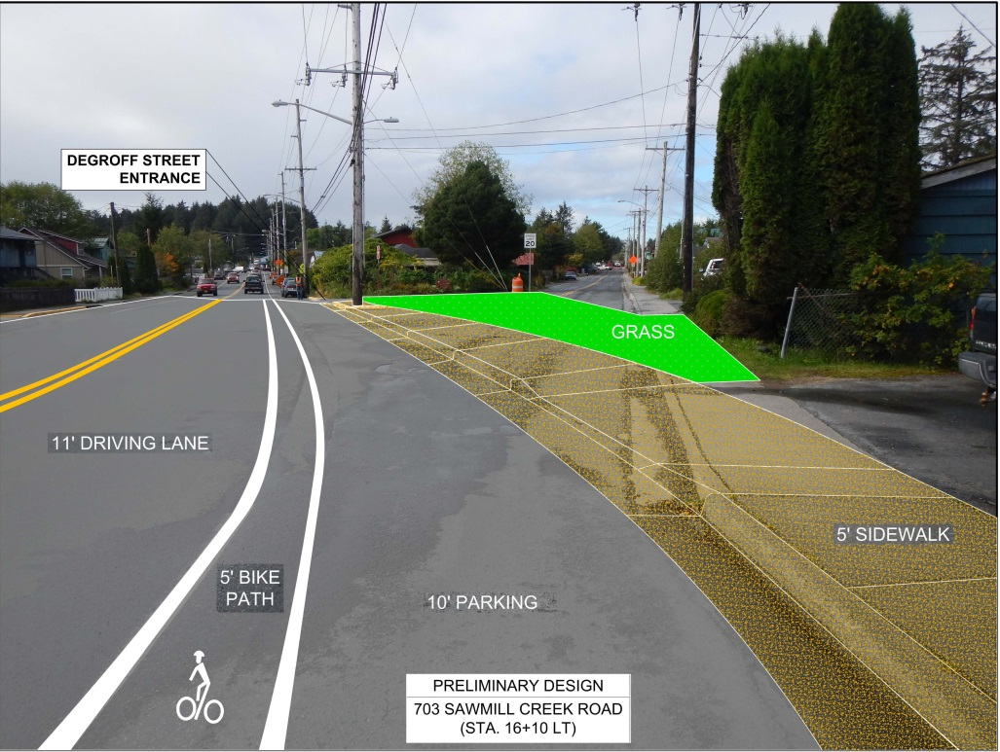 DEGROFF STREET
ENTRANCE
20
GRASS
11' DRIVING LANE
5' SIDEWALK
5' BIKE
PATH
10' PARKING
PRELIMINARY DESIGN
703 SAWMILL CREEK ROAD
(STA. 16+10 LT)